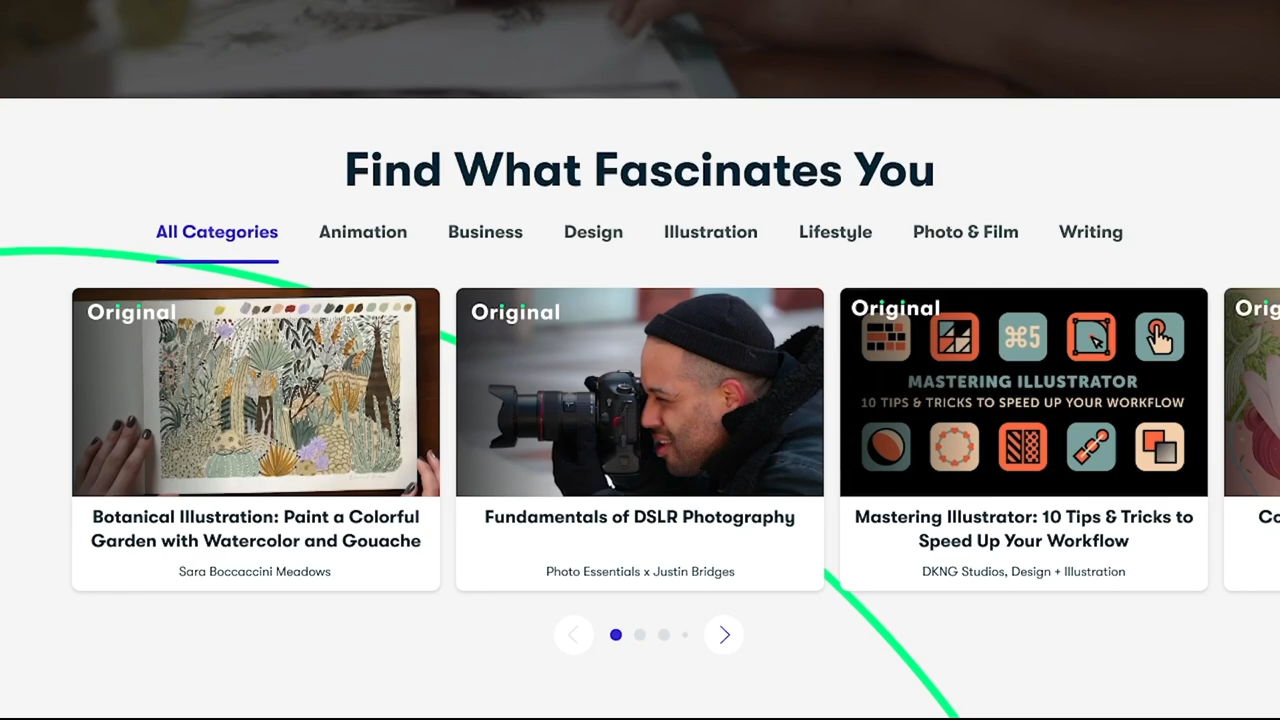 Find What Fascinates You
All Categories Animation Business Design Illustration Lifestyle Photo & Film Writing
Original
Original
Original
⌘5
MASTERING ILLUSTRATOR
10 TIPS & TRICKS TO SPEED UP YOUR WORKFLOW
Botanical Illustration: Paint a Colorful
Garden with Watercolor and Gouache
Sara Boccaccini Meadows
Fundamentals of DSLR Photography
Photo Essentials x Justin Bridges
Mastering Illustrator: 10 Tips & Tricks to
Speed Up Your Workflow
DKNG Studios, Design + Illustration